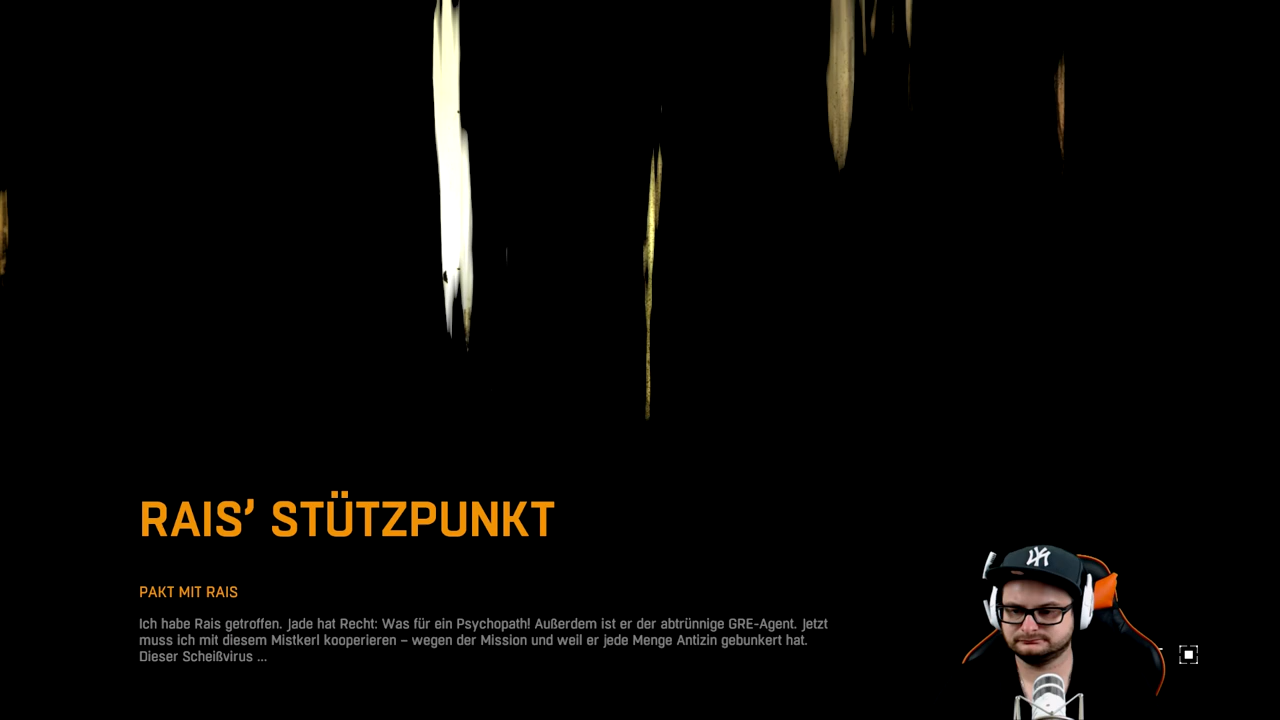 RAIS’ STÜTZPUNKT
PAKT MIT RAIS
Ich habe Rais getroffen. Jade hat Recht: Was für ein Psychopath! Außerdem ist er der abtrünnige GRE-Agent. Jetzt
muss ich mit diesem Mistkerl kooperieren – wegen der Mission und weil er jede Menge Antizin gebunkert hat.
Dieser Scheißvirus ...
NY